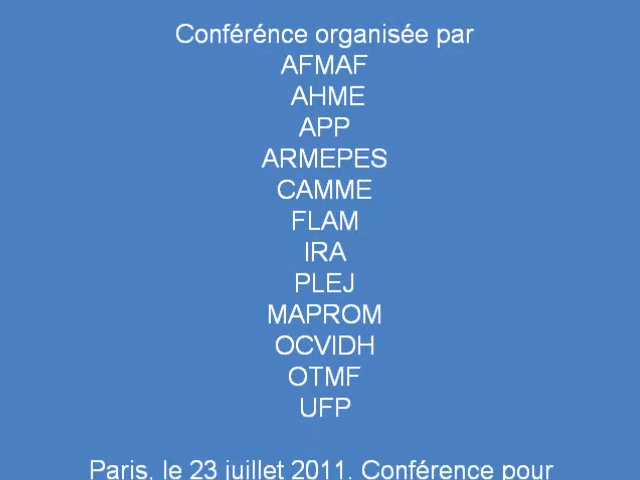 Conférénce organisée par
AFMAF
AHME
APP
ARMEPES
CAMME
FLAM
IRA
PLEJ
MAPROM
OCVIDH
OTMF
UFP
Paris, le 23 juillet 2011. Conférence pour